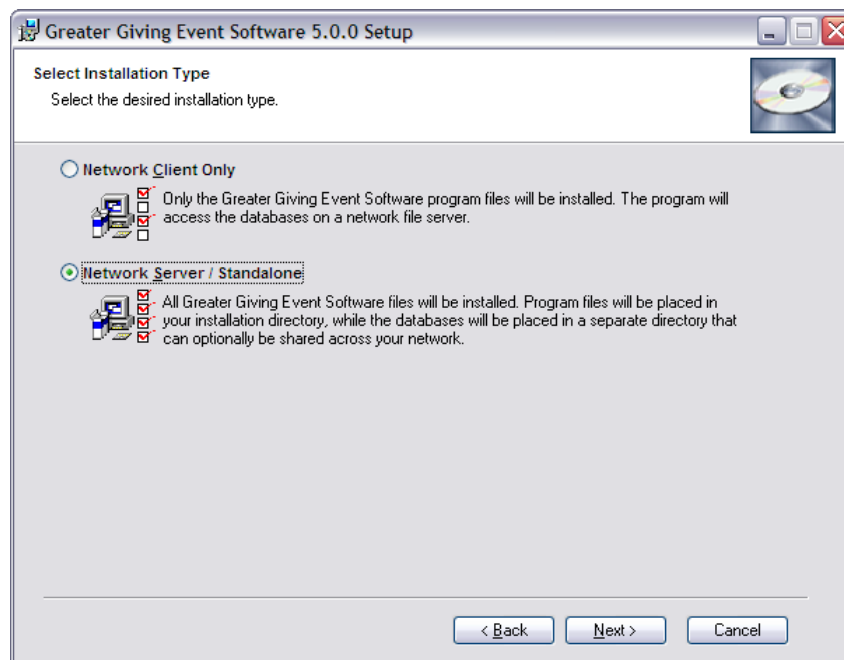 Greater Giving Event Software 5.0.0 Setup
Select Installation Type
Select the desired installation type.
Network Client Only
Only the Greater Giving Event Software program files will be installed. The program will
access the databases on a network file server.
Network Server / Standalone
All Greater Giving Event Software files will be installed. Program files will be placed in
your installation directory, while the databases will be placed in a separate directory that
can optionally be shared across your network.
< Back
Next >
Cancel